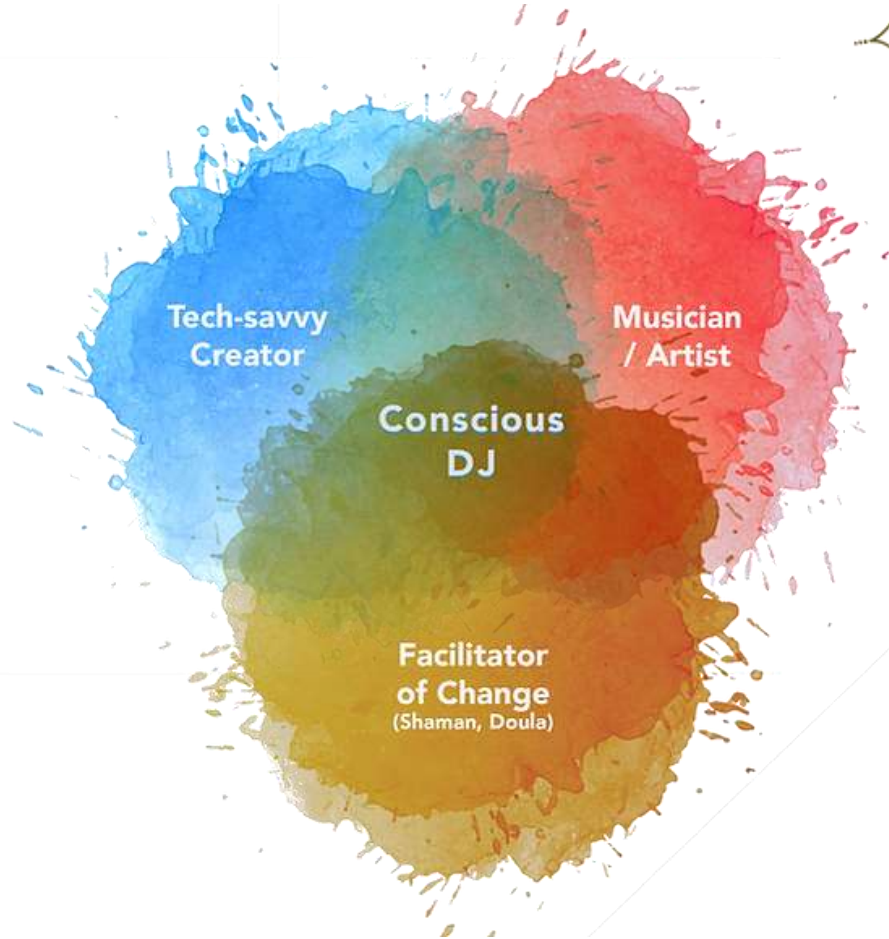 Tech-savvy
Creator
Musician
/ Artist
Conscious
DJ
Facilitator
of Change
(Shaman, Doula)